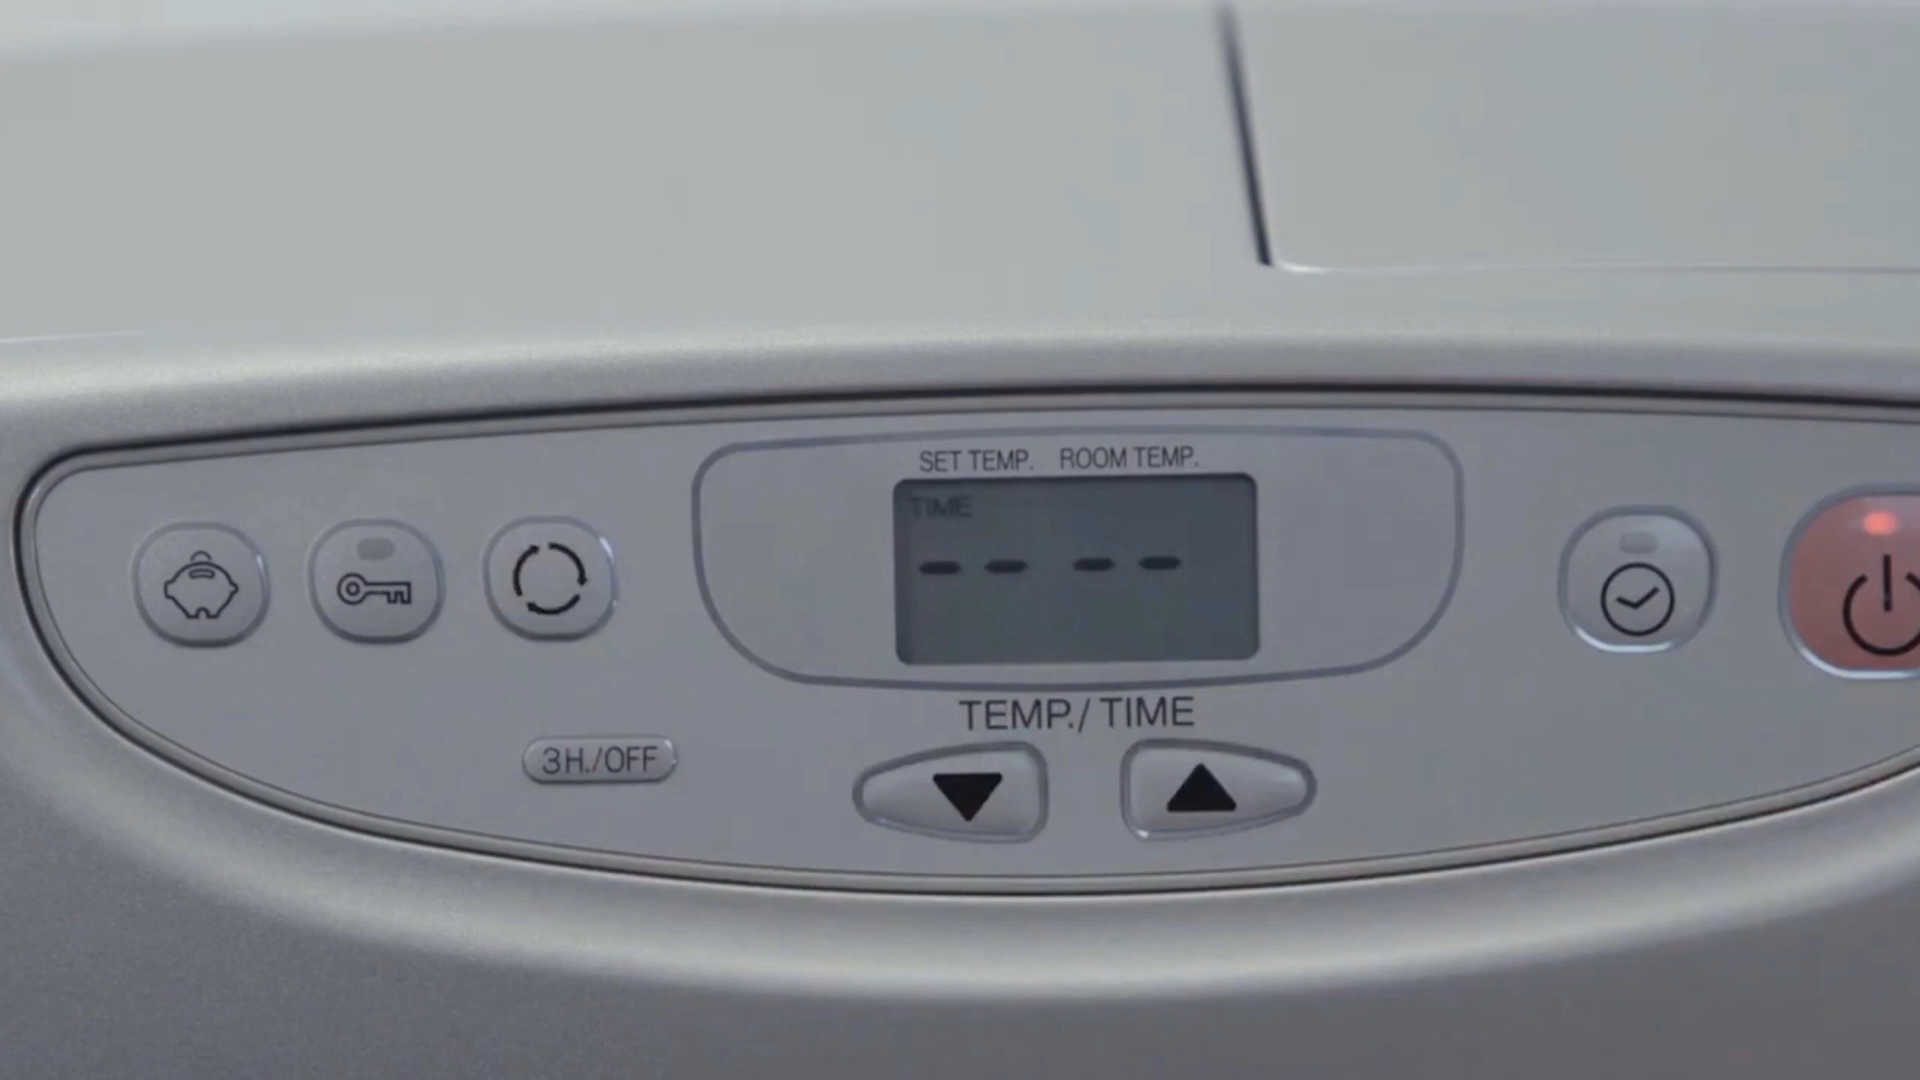 SET TEMP. ROOM TEMP.
TIME
-- --
TEMP./ TIME
3H./OFF